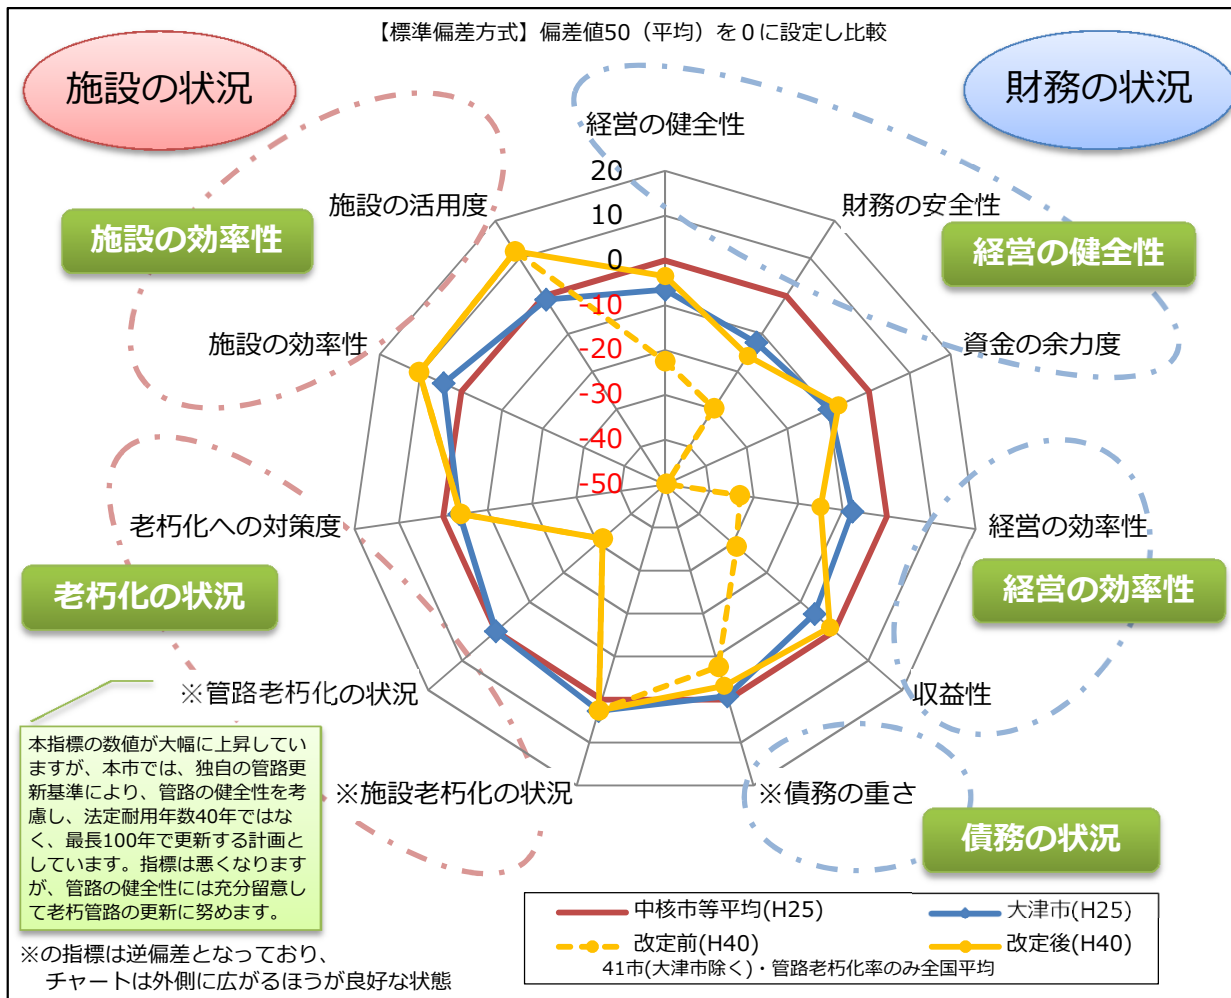 【標準偏差方式】偏差値50（平均）を０に設定し比較
施設の状況
財務の状況
経営の健全性
20
10
0
-10
-20
-30
-40
-50
財務の安全性
資金の余力度
経営の効率性
収益性
※債務の重さ
※施設老朽化の状況
※管路老朽化の状況
老朽化への対策度
施設の効率性
施設の活用度
施設の効率性
経営の健全性
老朽化の状況
経営の効率性
債務の状況
本指標の数値が大幅に上昇してい
ますが、本市では、独自の管路更
新基準により、管路の健全性を考
慮し、法定耐用年数40年ではな
く、最長100年で更新する計画と
しています。指標は悪くなります
が、管路の健全性には充分留意し
て老朽管路の更新に努めます。
※の指標は逆偏差となっており、
チャートは外側に広がるほうが良好な状態
中核市等平均(H25)
大津市(H25)
改定前(H40)
改定後(H40)
41市(大津市除く)・管路老朽化率のみ全国平均